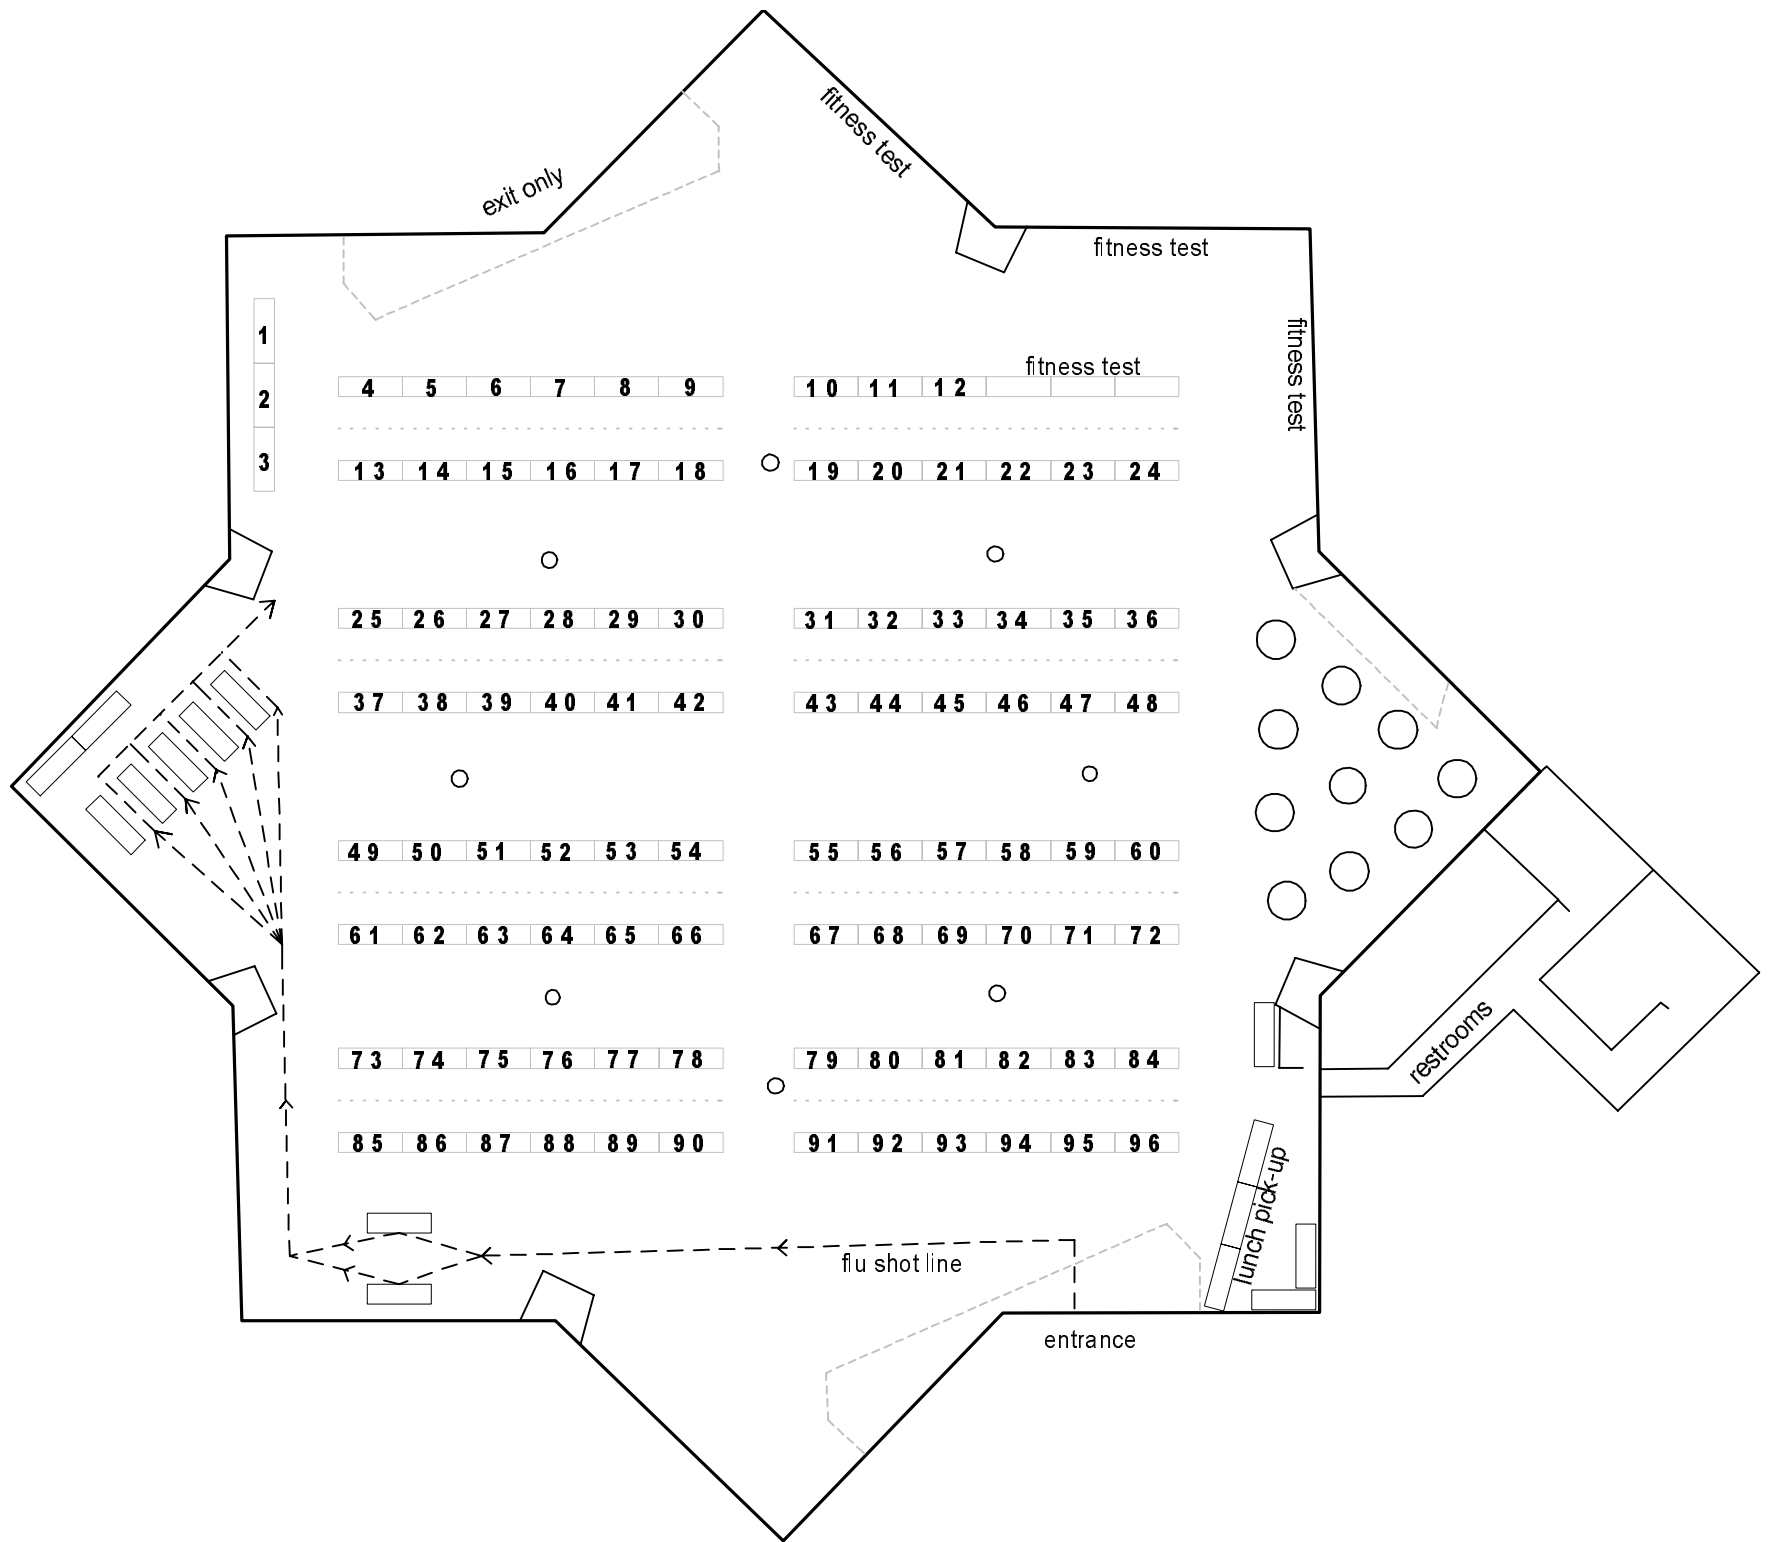 fitness test
exit only
fitness test
fitness test
1
fitness test
4 5 6 7 8 9 10 11 12
2
3
13 14 15 16 17 18 19 20 21 22 23 24
25 26 27 28 29 30 31 32 33 34 35 36
37 38 39 40 41 42 43 44 45 46 47 48
49 50 51 52 53 54 55 56 57 58 59 60
61 62 63 64 65 66 67 68 69 70 71 72
restrooms
73 74 75 76 77 78 79 80 81 82 83 84
85 86 87 88 89 90 91 92 93 94 95 96
lunch pick-up
flu shot line
entrance